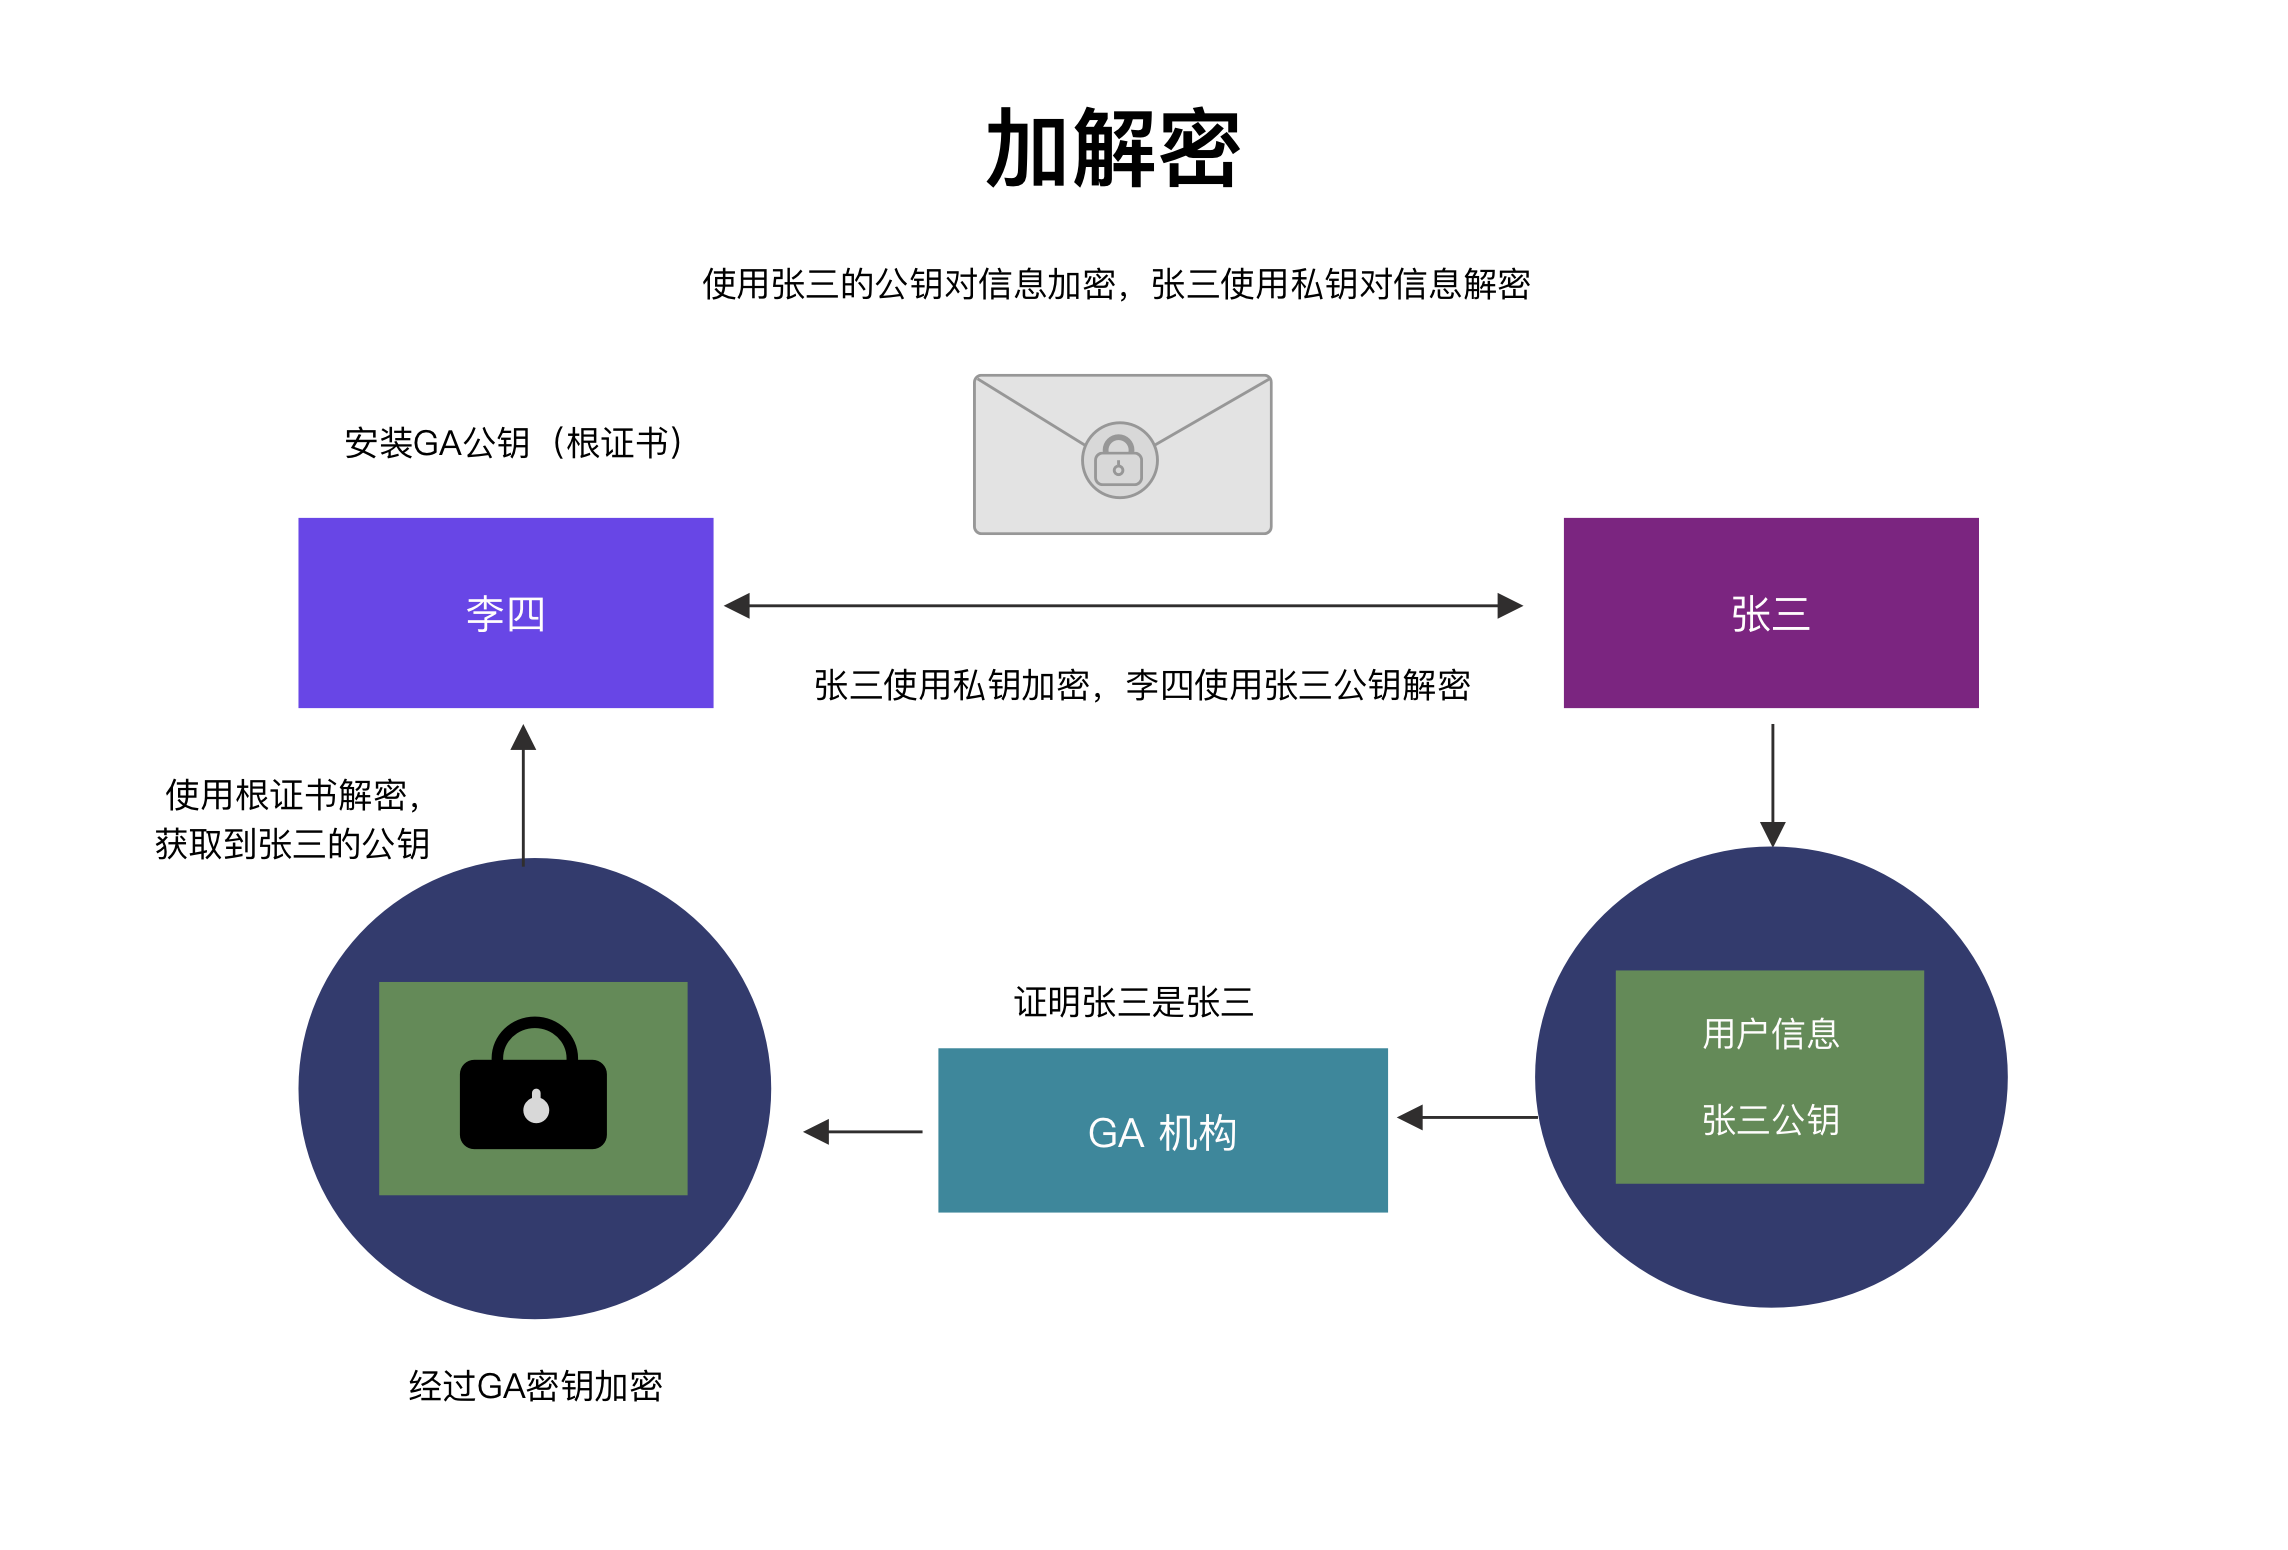 加解密
使用张三的公钥对信息加密，张三使用私钥对信息解密
安装GA公钥（根证书）
李四
张三
张三使用私钥加密，李四使用张三公钥解密
使用根证书解密，
获取到张三的公钥
证明张三是张三
GA 机构
用户信息
张三公钥
经过GA密钥加密